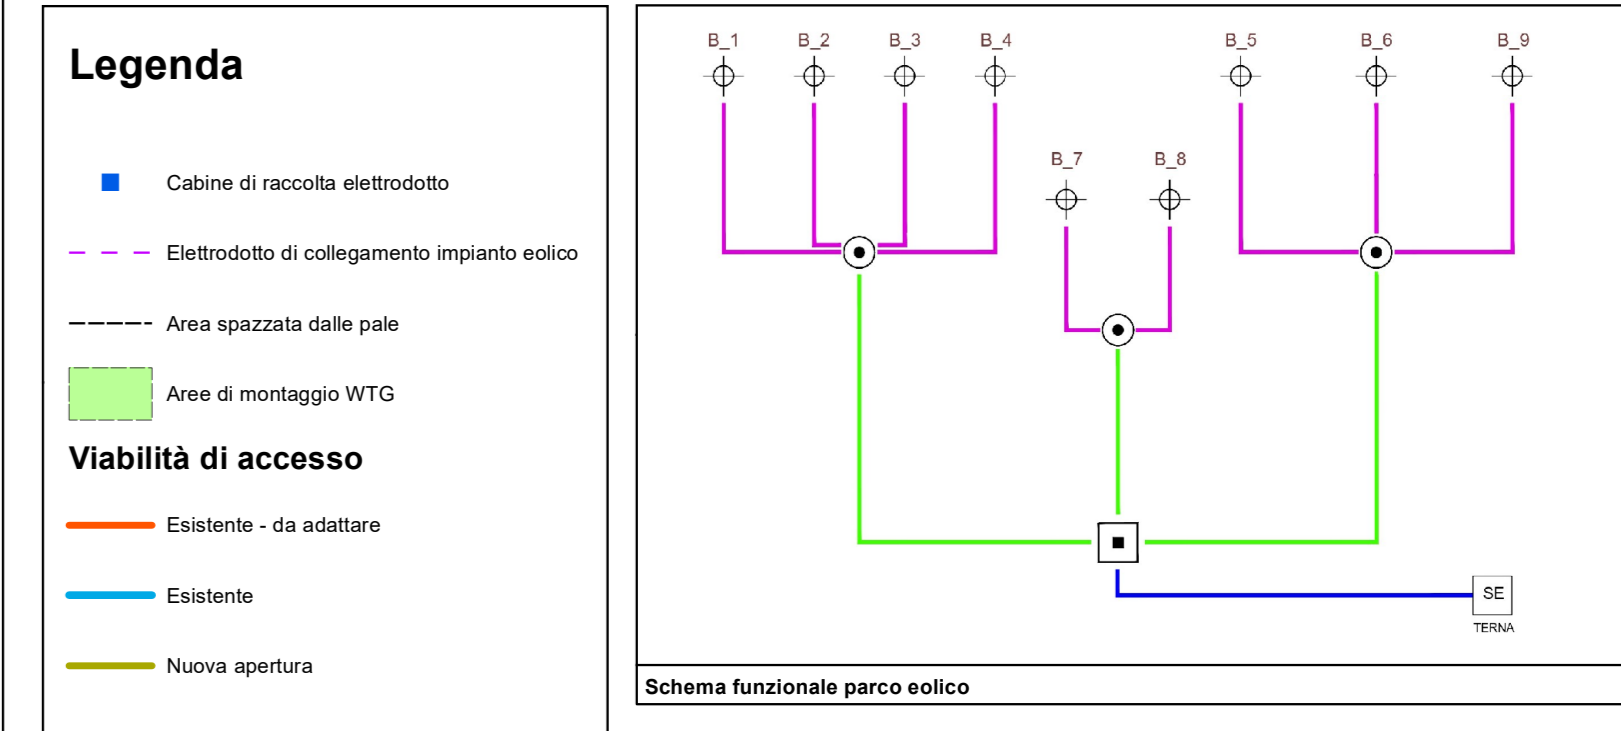 Legenda
Cabine di raccolta elettrodotto
Elettrodotto di collegamento impianto eolico
Area spazzata dalle pale
Aree di montaggio WTG
Viabilità di accesso
Esistente - da adattare
Esistente
Nuova apertura
B_1 B_2 B_3 B_4 B_5 B_6 B_9
B_7 B_8
SE
TERNA
Schema funzionale parco eolico